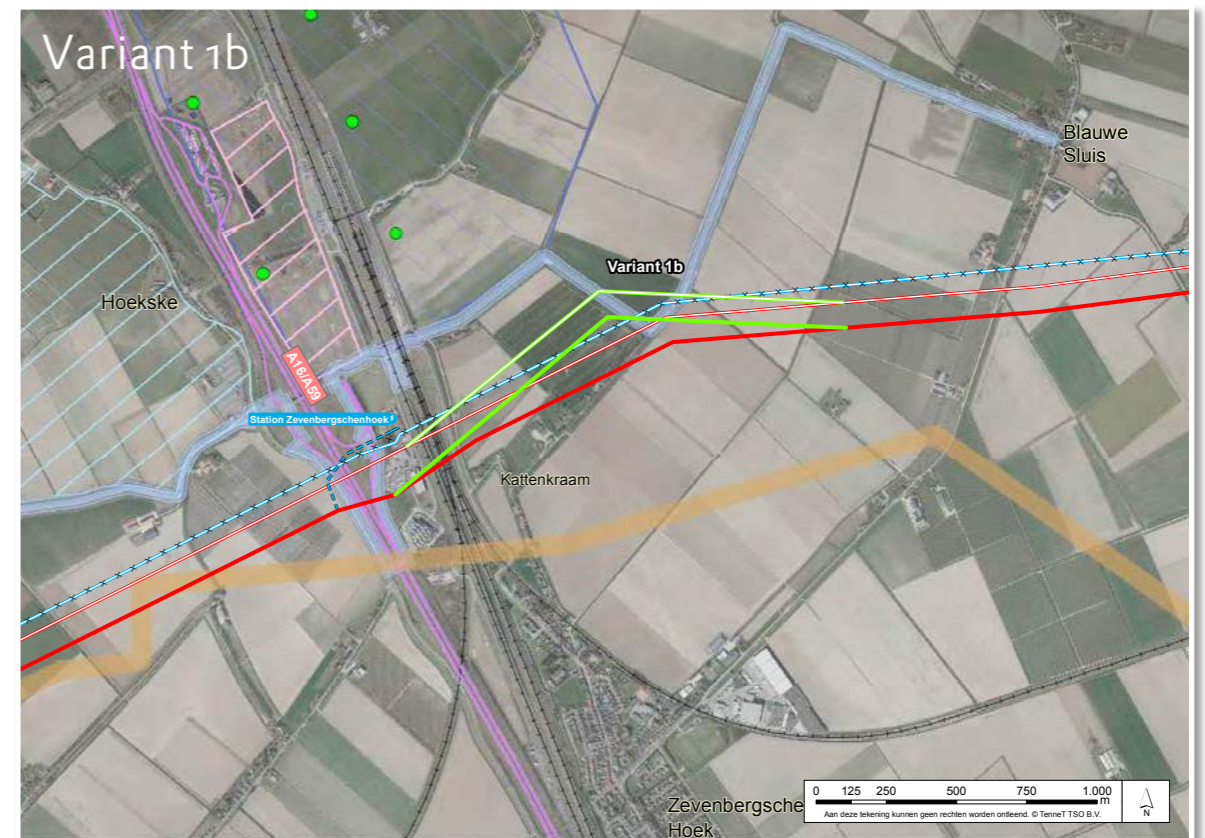 Variant 1b
Blauwe
Sluis
Variant 1b
Hoekske
A16/A59
Station Zevenbergschenhoek
Kattenkraam
Zevenbergsche
Hoek
0 125 250 500 750 1.000
m
Aan deze tekening kunnen geen rechten worden ontleend. © TenneT TSO B.V.
N